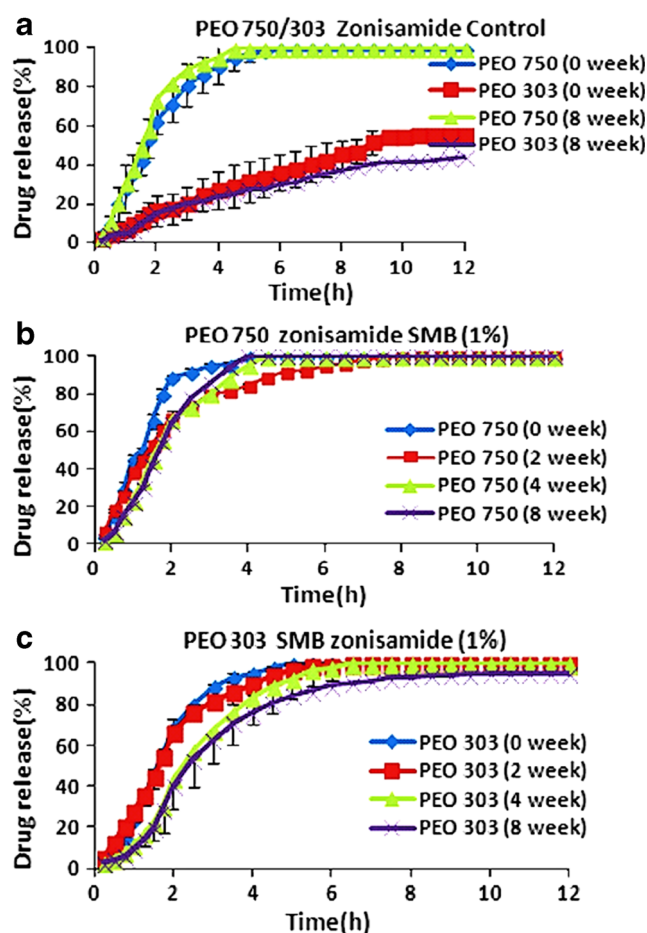 a
PEO 750/303 Zonisamide Control
Drug release(%)
100
80
60
40
20
0
PEO 750 (0 week)
PEO 303 (0 week)
PEO 750 (8 week)
PEO 303 (8 week)
0 2 4 6 8 10 12
Time(h)
b
PEO 750 zonisamide SMB (1%)
Drug release(%)
100
80
60
40
20
0
PEO 750 (0 week)
PEO 750 (2 week)
PEO 750 (4 week)
PEO 750 (8 week)
0 2 4 6 8 10 12
Time(h)
c
PEO 303 SMB zonisamide (1%)
Drug release(%)
100
80
60
40
20
0
PEO 303 (0 week)
PEO 303 (2 week)
PEO 303 (4 week)
PEO 303 (8 week)
0 2 4 6 8 10 12
Time(h)